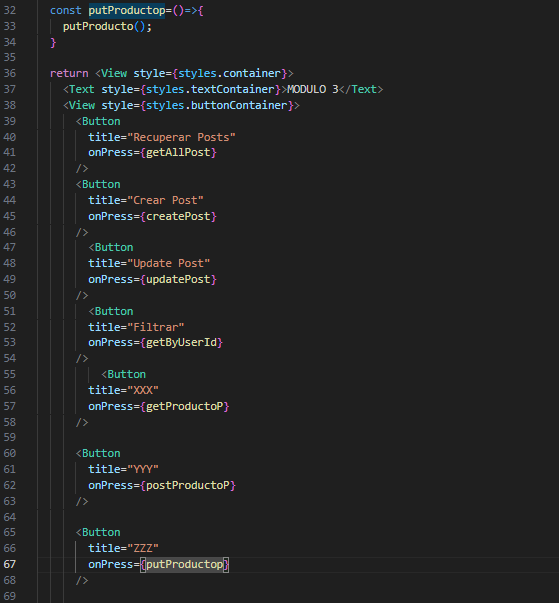 32 const putProductop=()=>{
33 putProducto();
34 }
35
36 return <View style={styles.container}>
37 <Text style={styles.textContainer}>MODULO 3</Text>
38 <View style={styles.buttonContainer}>
39 <Button
40 title="Recuperar Posts"
41 onPress={getAllPost}
42 />
43 <Button
44 title="Crear Post"
45 onPress={createPost}
46 />
47 <Button
48 title="Update Post"
49 onPress={updatePost}
50 />
51 <Button
52 title="Filtrar"
53 onPress={getByUserId}
54 />
55 <Button
56 title="XXX"
57 onPress={getProductoP}
58 />
59
60 <Button
61 title="YYY"
62 onPress={postProductoP}
63 />
64
65 <Button
66 title="ZZZ"
67 onPress={putProductop}
68 />
69